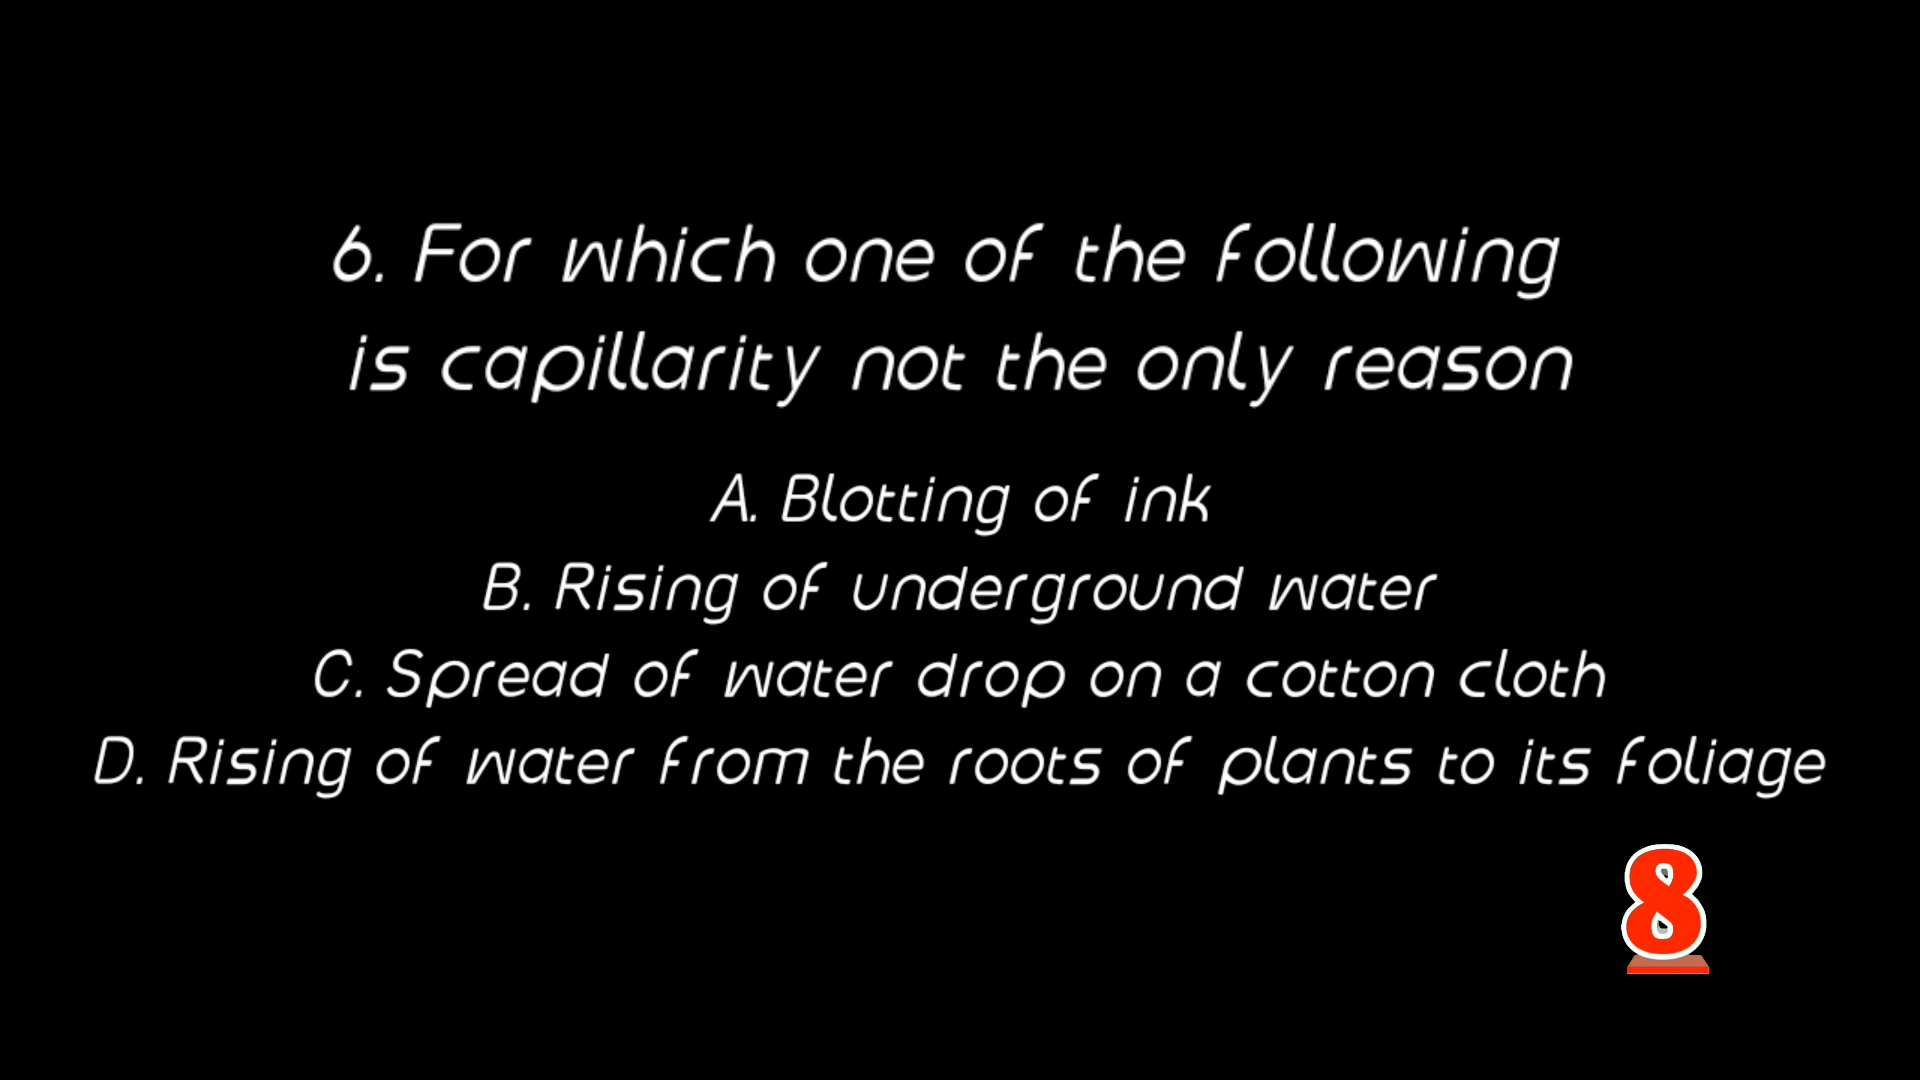 6. For which one of the following
is capillarity not the only reason
A. Blotting of ink
B. Rising of underground water
C. Spread of water drop on a cotton cloth
D. Rising of water from the roots of plants to its foliage
8